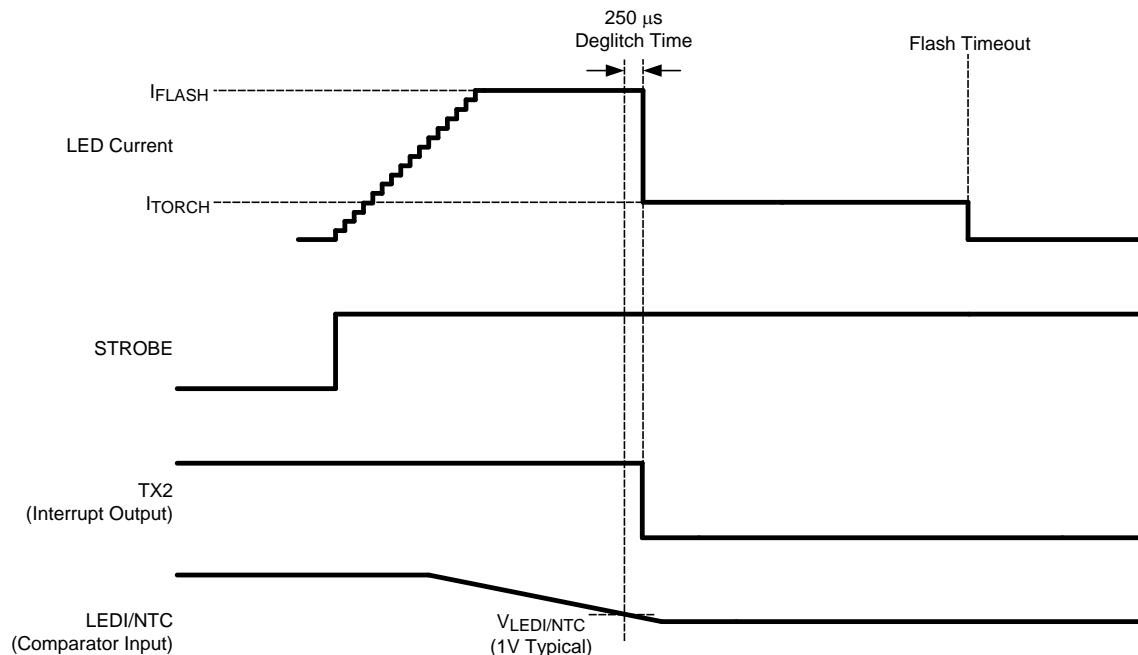 250 μs
Deglitch Time
Flash Timeout
IFLASH
LED Current
ITORCH
STROBE
TX2
(Interrupt Output)
LEDI/NTC
(Comparator Input)
VLEDI/NTC
(1V Typical)